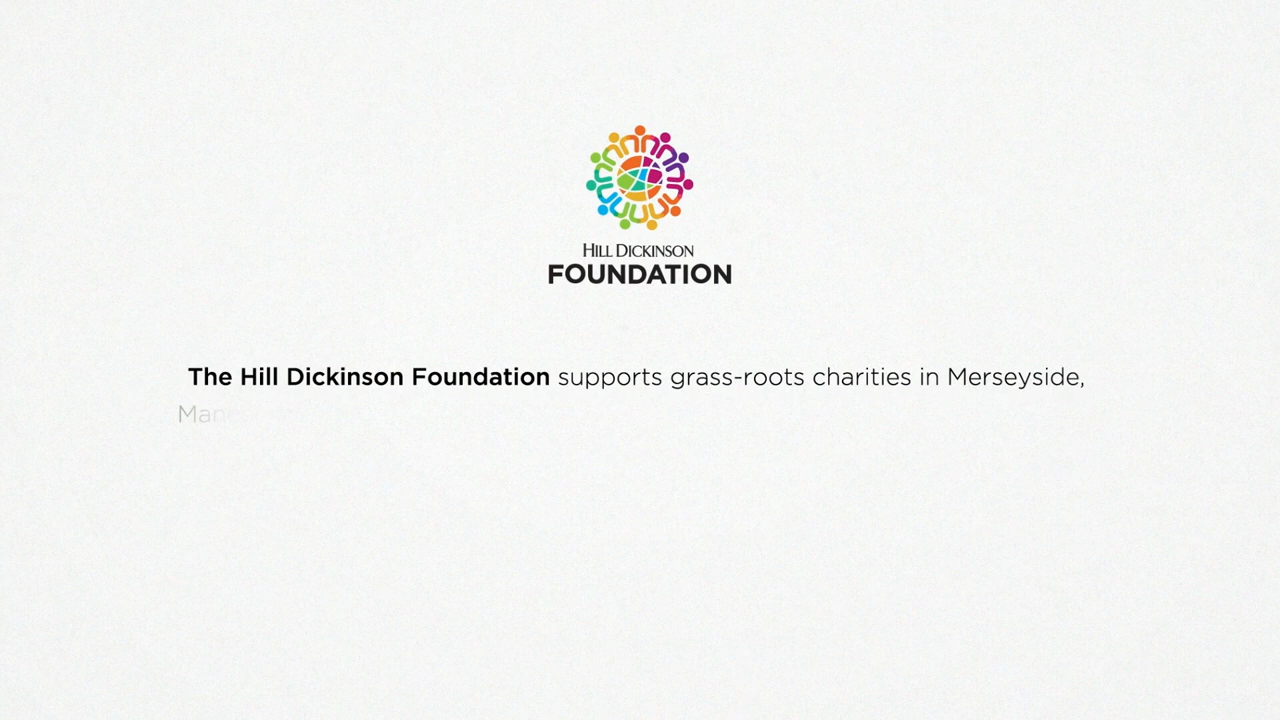 HILL DICKINSON
FOUNDATION
The Hill Dickinson Foundation supports grass-roots charities in Merseyside,